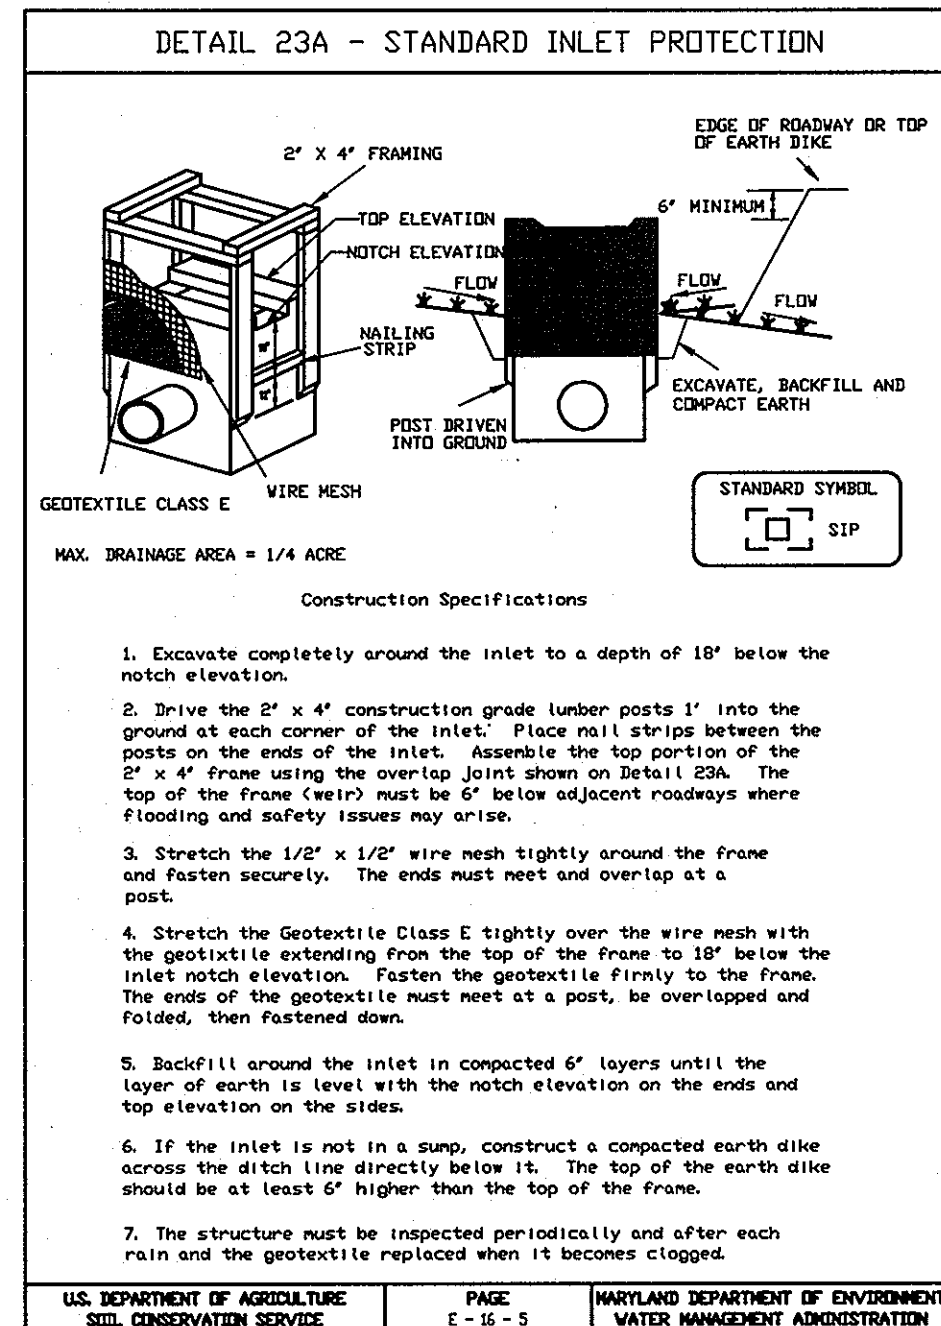 DETAIL 23A - STANDARD INLET PROTECTION
EDGE OF ROADWAY OR TOP
OF EARTH DIKE
2" X 4" FRAMING
6" MINIMUM
TOP ELEVATION
NOTCH ELEVATION
FLOW
FLOW
FLOW
NAILING
STRIP
18"
12"
EXCAVATE, BACKFILL AND
COMPACT EARTH
POST DRIVEN
INTO GROUND
WIRE MESH
GEOTEXTILE CLASS E
STANDARD SYMBOL
SIP
MAX. DRAINAGE AREA = 1/4 ACRE
Construction Specifications
1. Excavate completely around the inlet to a depth of 18" below the
notch elevation.
2. Drive the 2" x 4" construction grade lumber posts 1' into the
ground at each corner of the inlet. Place nail strips between the
posts on the ends of the inlet. Assemble the top portion of the
2" x 4" frame using the overlap joint shown on Detail 23A. The
top of the frame (weir) must be 6" below adjacent roadways where
flooding and safety issues may arise.
3. Stretch the 1/2" x 1/2" wire mesh tightly around the frame
and fasten securely. The ends must meet and overlap at a
post.
4. Stretch the Geotextile Class E tightly over the wire mesh with
the geotixtile extending from the top of the frame to 18" below the
inlet notch elevation. Fasten the geotextile firmly to the frame.
The ends of the geotextile must meet at a post, be overlapped and
folded, then fastened down.
5. Backfill around the inlet in compacted 6" layers until the
layer of earth is level with the notch elevation on the ends and
top elevation on the sides.
6. If the inlet is not in a sump, construct a compacted earth dike
across the ditch line directly below it. The top of the earth dike
should be at least 6" higher than the top of the frame.
7. The structure must be inspected periodically and after each
rain and the geotextile replaced when it becomes clogged.
U.S. DEPARTMENT OF AGRICULTURE
SOIL CONSERVATION SERVICE
PAGE
E - 16 - 5
MARYLAND DEPARTMENT OF ENVIRONMENT
WATER MANAGEMENT ADMINISTRATION